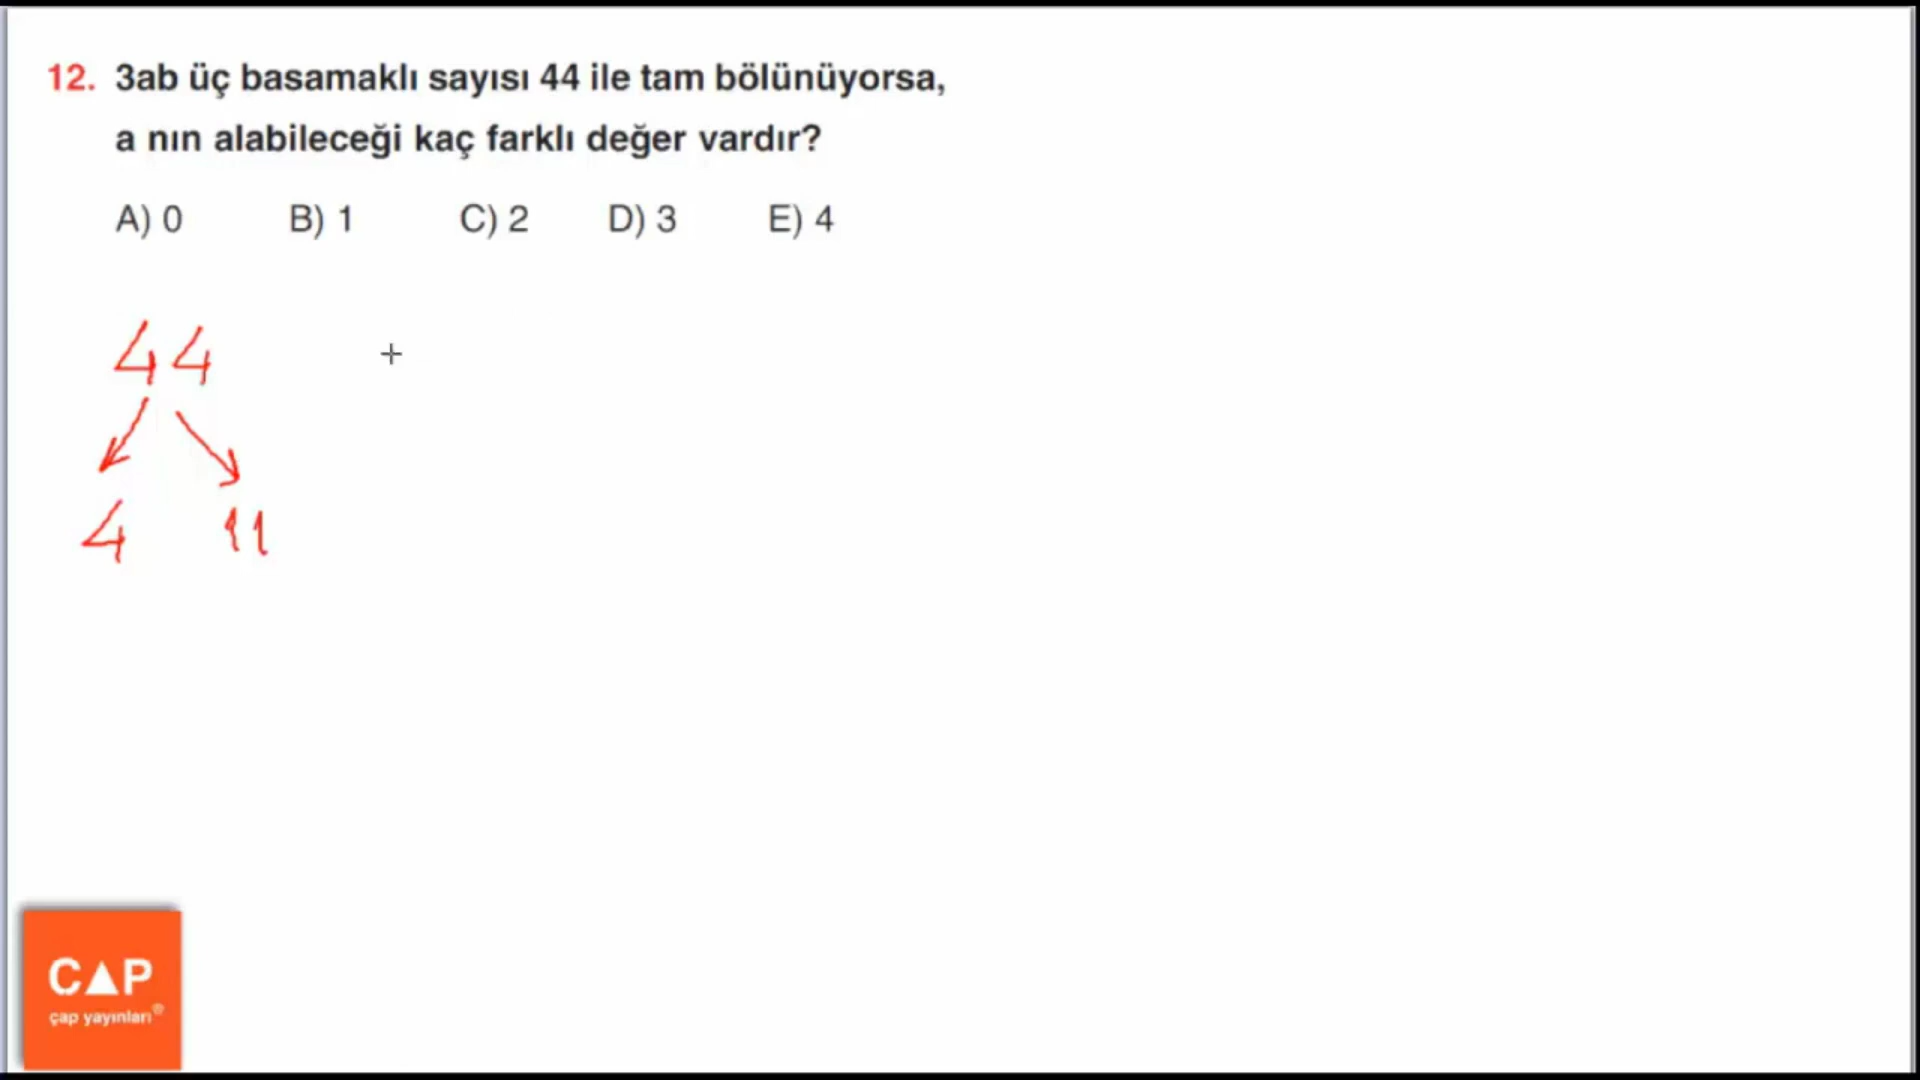 12. 3ab üç basamaklı sayısı 44 ile tam bölünüyorsa,
a nın alabileceği kaç farklı değer vardır?
A) 0 B) 1 C) 2 D) 3 E) 4
44
4 11
CAP
çap yayınları®